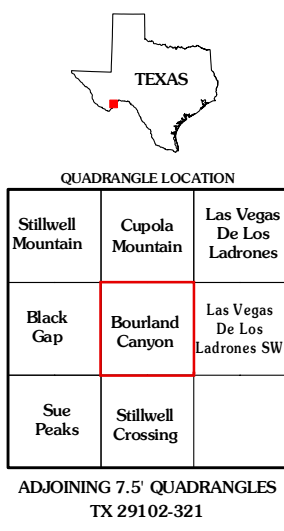 TEXAS
QUADRANGLE LOCATION
Stillwell
Mountain
Cupola
Mountain
Las Vegas
De Los
Ladrones
Black
Gap
Bourland
Canyon
Las Vegas
De Los
Ladrones SW
Sue
Peaks
Stillwell
Crossing
ADJOINING 7.5' QUADRANGLES
TX 29102-321